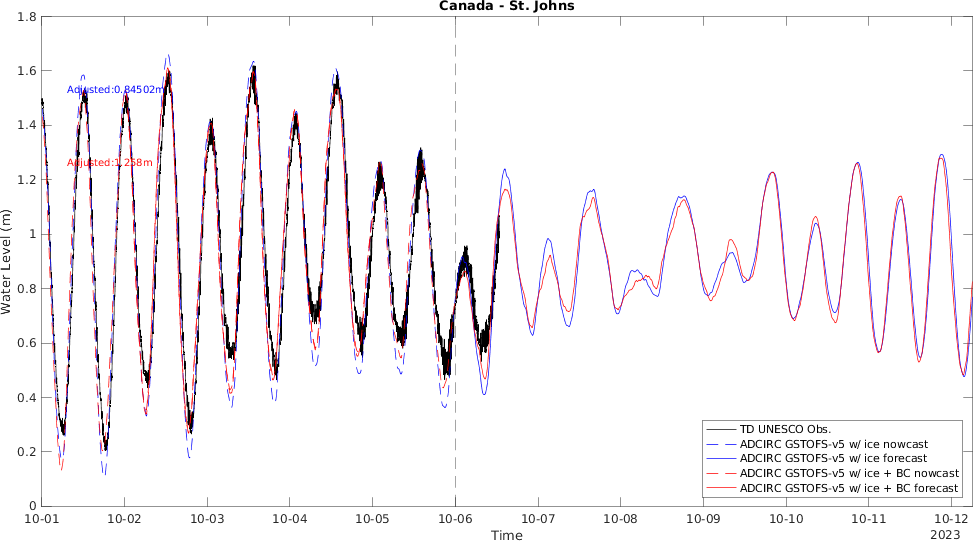 Canada - St. Johns
1.8
1.6
1.4
1.2
1
0.8
0.6
0.4
0.2
0
Water Level (m)
Adjusted:0.84502m
Adjusted:1.258m
TD UNESCO Obs.
ADCIRC GSTOFS-v5 w/ ice nowcast
ADCIRC GSTOFS-v5 w/ ice forecast
ADCIRC GSTOFS-v5 w/ ice + BC nowcast
ADCIRC GSTOFS-v5 w/ ice + BC forecast
10-01 10-02 10-03 10-04 10-05 10-06 10-07 10-08 10-09 10-10 10-11 10-12
Time
2023